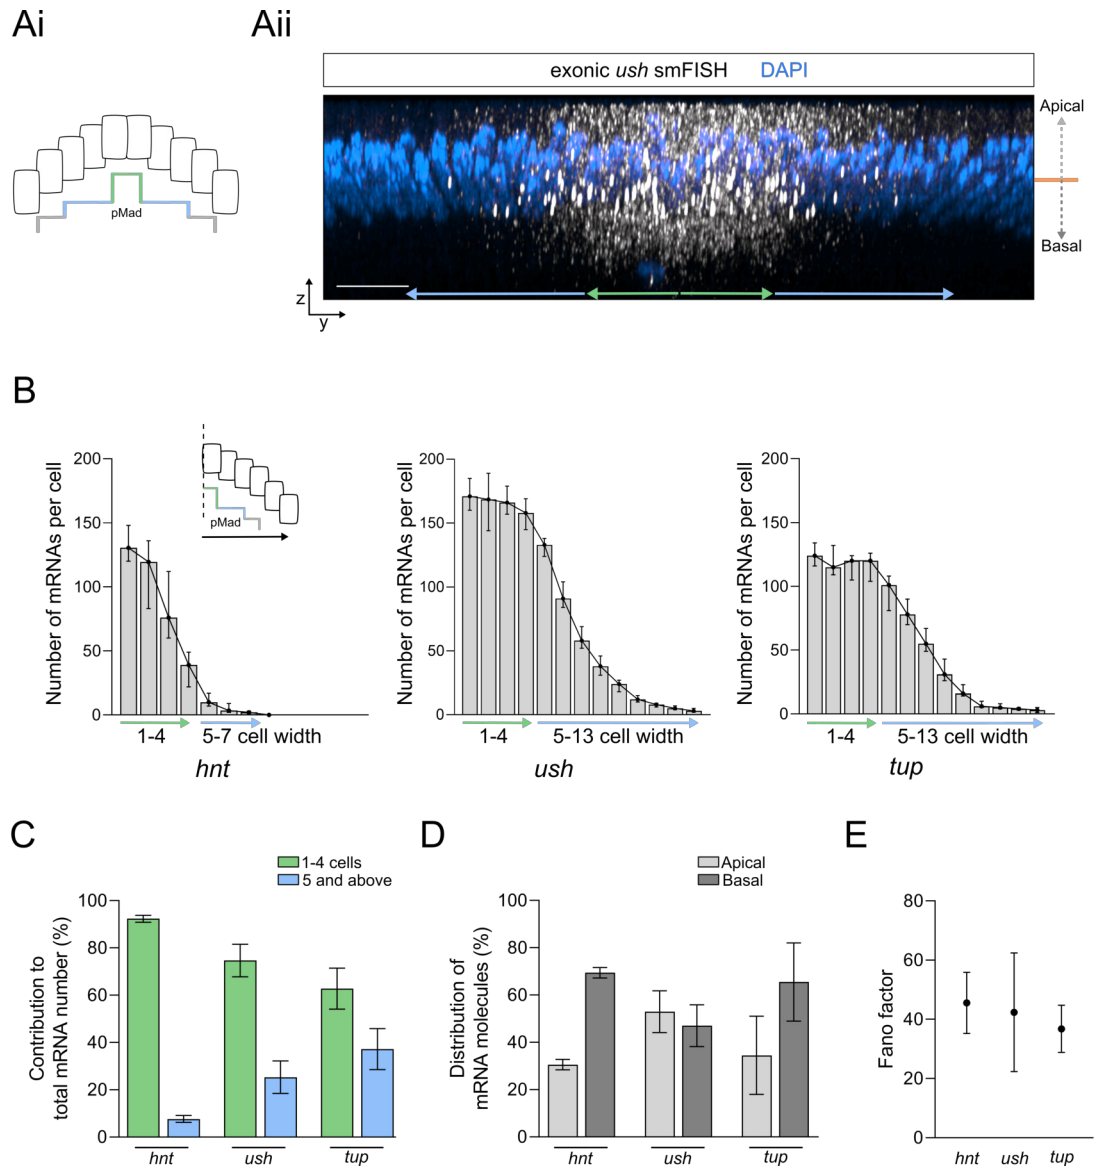 Ai
Aii
exonic ush smFISH DAPI
Apical
Basal
pMad
z
y
B
Number of mRNAs per cell
200
150
100
50
0
pMad
1-4 5-7 cell width
hnt
Number of mRNAs per cell
200
150
100
50
0
1-4 5-13 cell width
ush
Number of mRNAs per cell
200
150
100
50
0
1-4 5-13 cell width
tup
C
1-4 cells
5 and above
Contribution to
total mRNA number (%)
100
80
60
40
20
0
hnt ush tup
D
Apical
Basal
Distribution of
mRNA molecules (%)
100
80
60
40
20
0
hnt ush tup
E
Fano factor
80
60
40
20
0
hnt ush tup